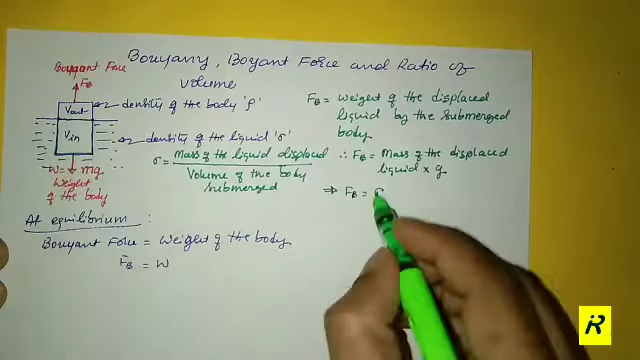 Bouyany, Boyant Force and Ratio of
volume
Bouyant Force
FB
Vout
density of the body 'ρ'
Vin
density of the liquid 'σ'
W = mg
Weight
of the body
σ = Mass of the liquid displaced
Volume of the body
submerged
At equilibrium :
Bouyant Force = Weight of the body
FB = W
FB = weight of the displaced
liquid by the submerged
body
∴ FB = Mass of the displaced
liquid × g
⇒ FB = σ
R